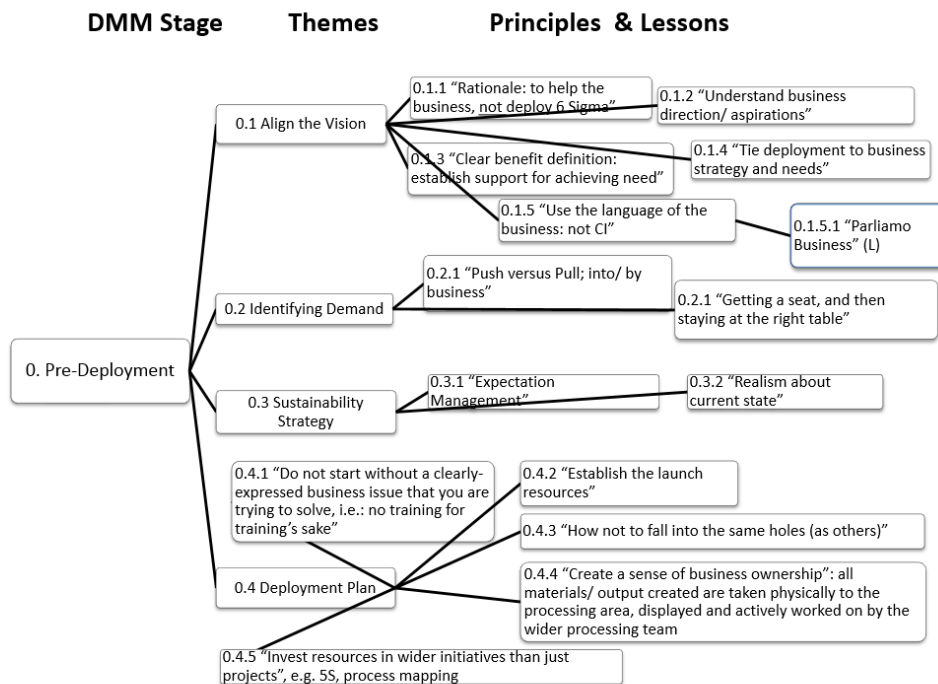 DMM Stage Themes Principles & Lessons
0.1.1 “Rationale: to help the
business, not deploy 6 Sigma”
0.1.2 “Understand business
direction/ aspirations”
0.1 Align the Vision
0.1.3 “Clear benefit definition:
establish support for achieving need”
0.1.4 “Tie deployment to business
strategy and needs”
0.1.5 “Use the language of the
business: not CI”
0.1.5.1 “Parliamo
Business” (L)
0.2 Identifying Demand
0.2.1 “Push versus Pull; into/ by
business”
0.2.1 “Getting a seat, and then
staying at the right table”
0. Pre-Deployment
0.3 Sustainability
Strategy
0.3.1 “Expectation
Management”
0.3.2 “Realism about
current state”
0.4.1 “Do not start without a clearly-
expressed business issue that you are
trying to solve, i.e.: no training for
training’s sake”
0.4.2 “Establish the launch
resources”
0.4.3 “How not to fall into the same holes (as others)”
0.4 Deployment Plan
0.4.4 “Create a sense of business ownership”: all
materials/ output created are taken physically to the
processing area, displayed and actively worked on by the
wider processing team
0.4.5 “Invest resources in wider initiatives than just
projects”, e.g. 5S, process mapping